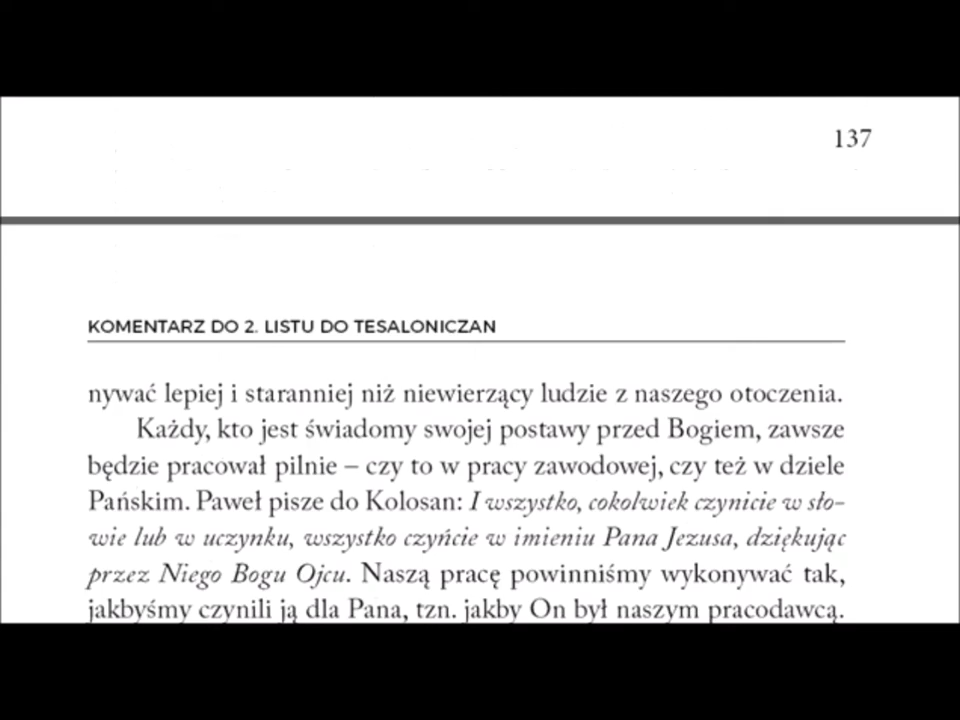 137
KOMENTARZ DO 2. LISTU DO TESALONICZAN
nywać lepiej i staranniej niż niewierzący ludzie z naszego otoczenia.
Każdy, kto jest świadomy swojej postawy przed Bogiem, zawsze
będzie pracował pilnie – czy to w pracy zawodowej, czy też w dziele
Pańskim. Paweł pisze do Kolosan: I wszystko, cokolwiek czynicie w sło-
wie lub w uczynku, wszystko czyńcie w imieniu Pana Jezusa, dziękując
przez Niego Bogu Ojcu. Naszą pracę powinniśmy wykonywać tak,
jakbyśmy czynili ją dla Pana, tzn. jakby On był naszym pracodawcą.